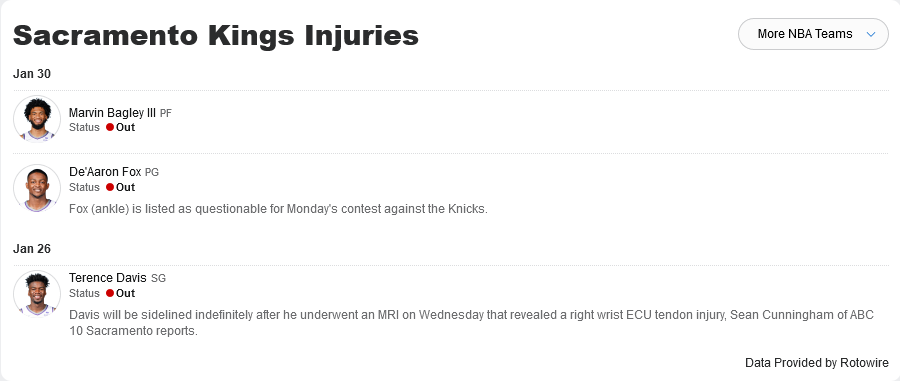 Sacramento Kings Injuries
More NBA Teams
Jan 30
Marvin Bagley III PF
Status Out
De'Aaron Fox PG
Status Out
Fox (ankle) is listed as questionable for Monday's contest against the Knicks.
Jan 26
Terence Davis SG
Status Out
Davis will be sidelined indefinitely after he underwent an MRI on Wednesday that revealed a right wrist ECU tendon injury, Sean Cunningham of ABC
10 Sacramento reports.
Data Provided by Rotowire